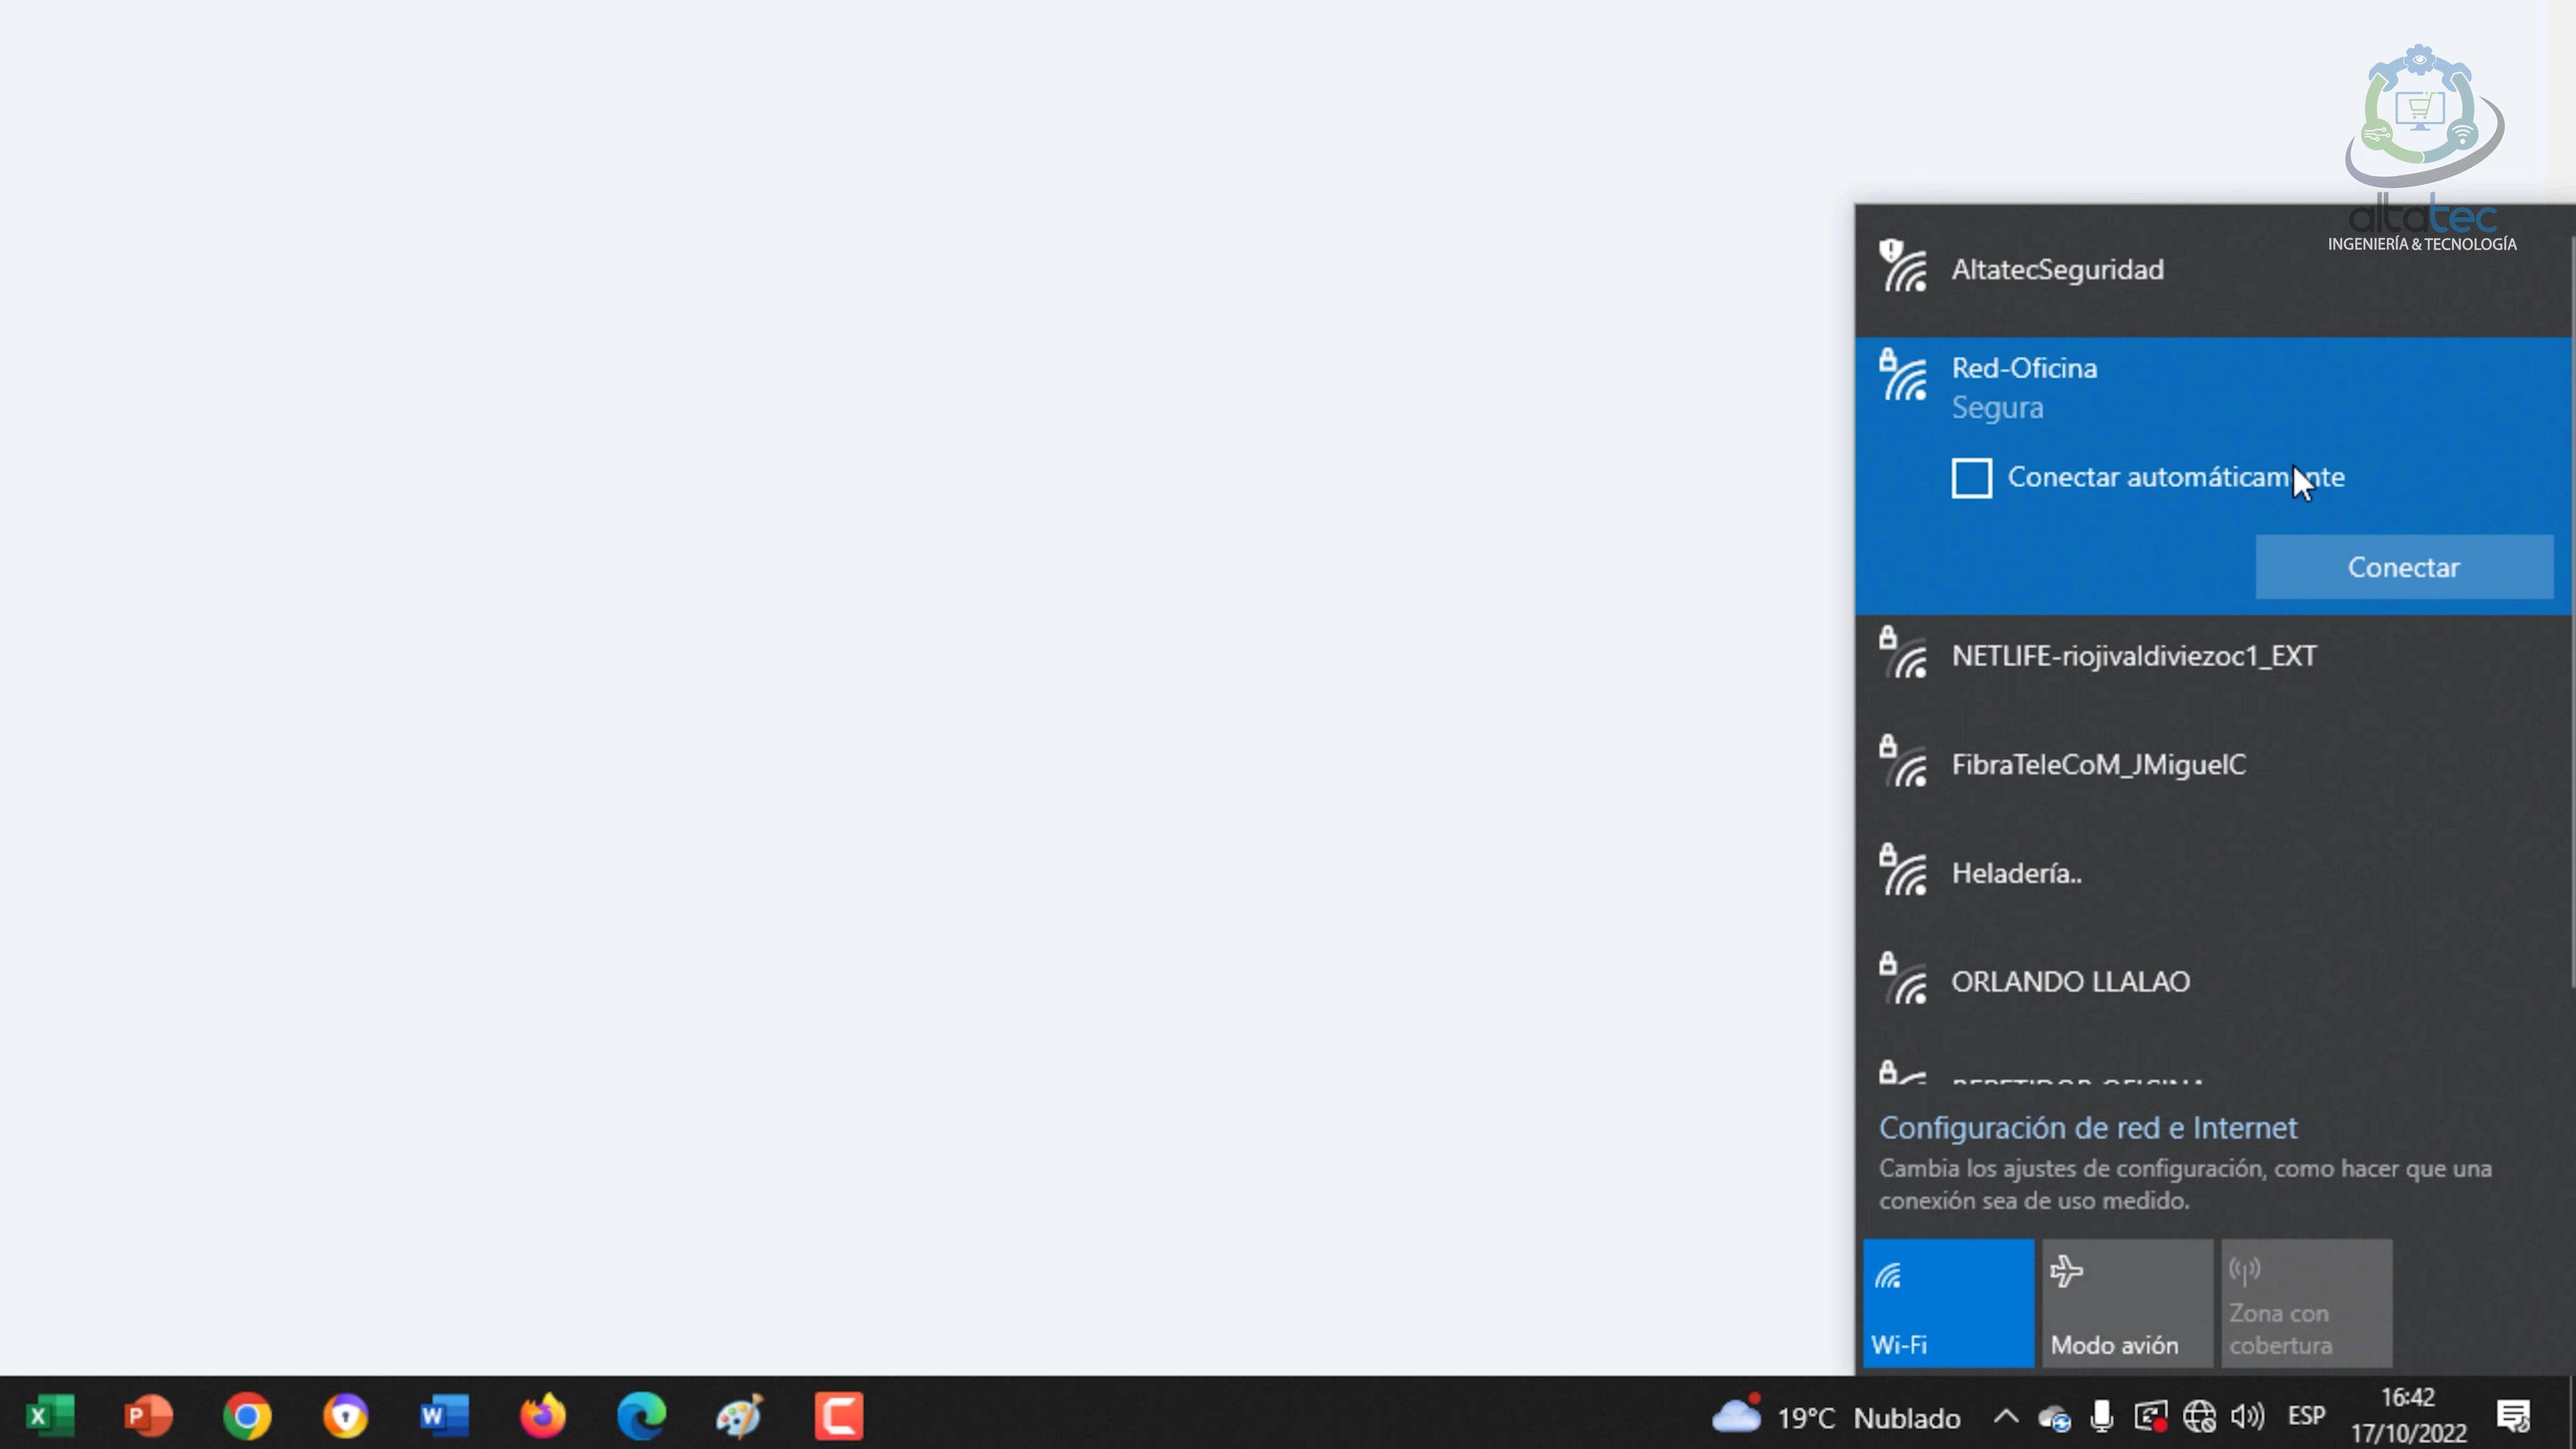 altatec
INGENIERÍA & TECNOLOGÍA
AltatecSeguridad
Red-Oficina
Segura
Conectar automáticamente
Conectar
NETLIFE-riojivaldiviezoc1_EXT
FibraTeleCoM_JMiguelC
Heladería..
ORLANDO LLALAO
REPETIDOR OFICINA
Configuración de red e Internet
Cambia los ajustes de configuración, como hacer que una
conexión sea de uso medido.
Wi-Fi
Modo avión
Zona con
cobertura
19°C Nublado
ESP
16:42
17/10/2022